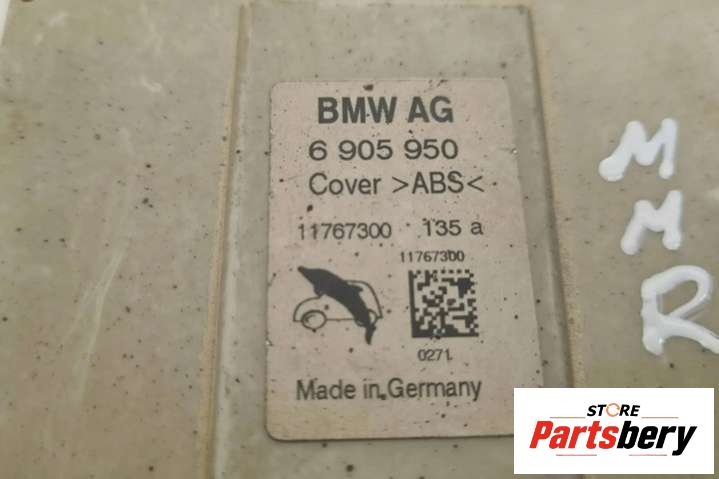 BMW AG
6 905 950
Cover >ABS<
11767300 135 a
11767300
0271
Made in Germany
M
M
R
STORE
Partsbery